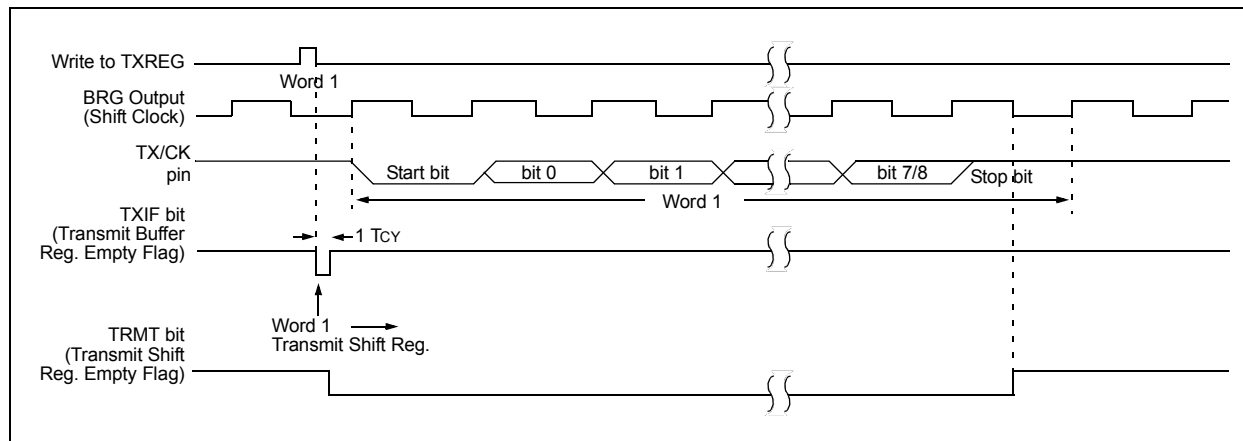 Write to TXREG
Word 1
BRG Output
(Shift Clock)
TX/CK
pin
Start bit
bit 0
bit 1
bit 7/8
Stop bit
Word 1
TXIF bit
(Transmit Buffer
Reg. Empty Flag)
1 TCY
Word 1
Transmit Shift Reg.
TRMT bit
(Transmit Shift
Reg. Empty Flag)